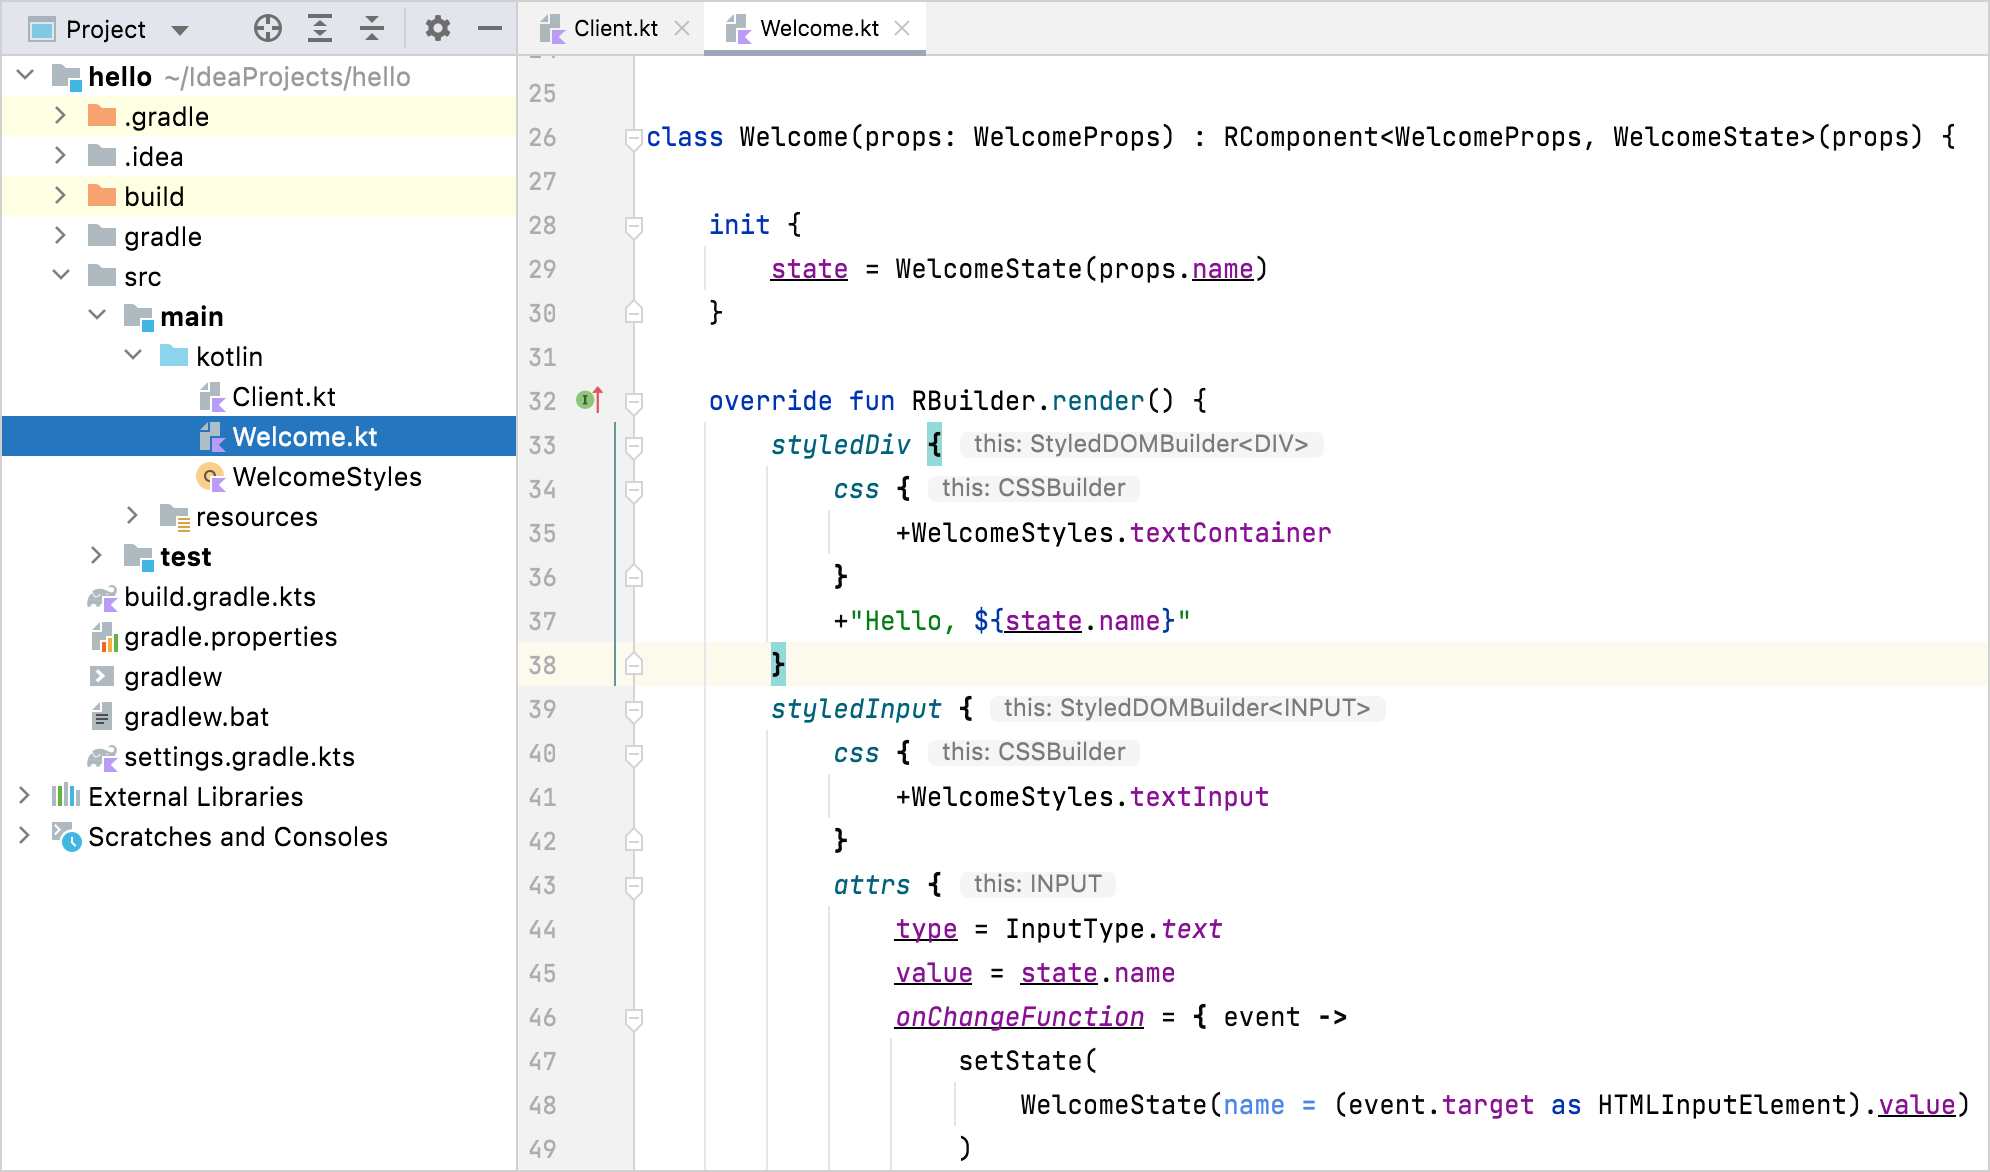 Project
hello ~/IdeaProjects/hello
.gradle
.idea
build
gradle
src
main
kotlin
Client.kt
Welcome.kt
WelcomeStyles
resources
test
build.gradle.kts
gradle.properties
gradlew
gradlew.bat
settings.gradle.kts
External Libraries
Scratches and Consoles
Client.kt
Welcome.kt
25
26 class Welcome(props: WelcomeProps) : RComponent<WelcomeProps, WelcomeState>(props) {
27
28 init {
29 state = WelcomeState(props.name)
30 }
31
32 override fun RBuilder.render() {
33 styledDiv { this: StyledDOMBuilder<DIV>
34 css { this: CSSBuilder
35 +WelcomeStyles.textContainer
36 }
37 +"Hello, ${state.name}"
38 }
39 styledInput { this: StyledDOMBuilder<INPUT>
40 css { this: CSSBuilder
41 +WelcomeStyles.textInput
42 }
43 attrs { this: INPUT
44 type = InputType.text
45 value = state.name
46 onChangeFunction = { event ->
47 setState(
48 WelcomeState(name = (event.target as HTMLInputElement).value)
49 )